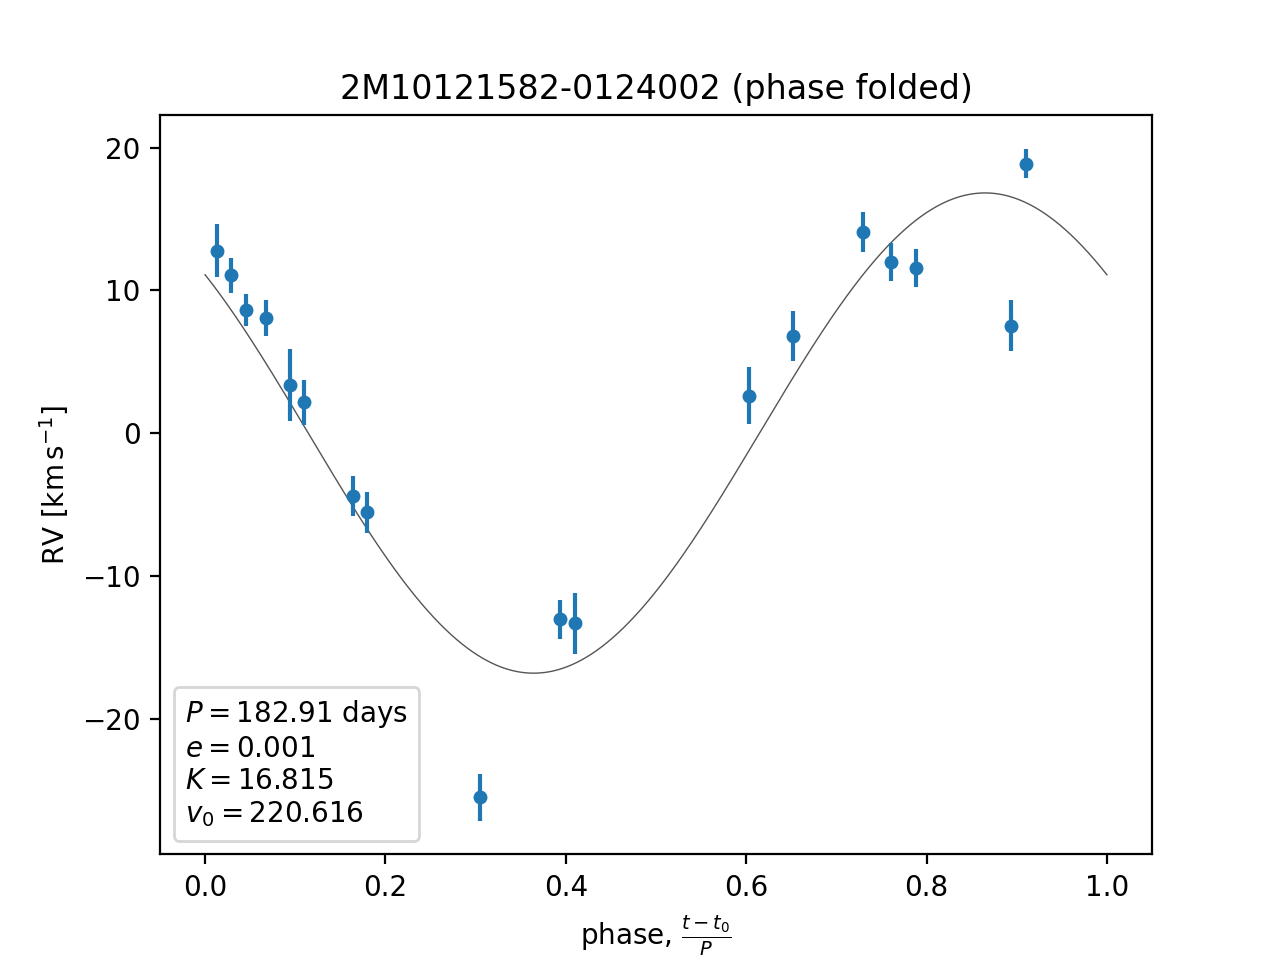 2M10121582-0124002 (phase folded)
20
10
0
−10
−20
RV [km s⁻¹]
P = 182.91 days
e = 0.001
K = 16.815
v₀ = 220.616
0.0 0.2 0.4 0.6 0.8 1.0
phase, (t − t₀)/P